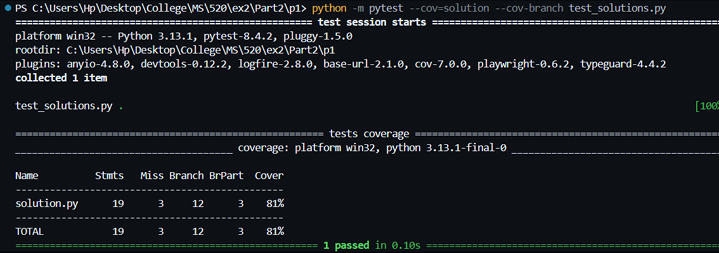 PS C:\Users\Hp\Desktop\College\MS\520\ex2\Part2\p1> python -m pytest --cov=solution --cov-branch test_solutions.py
================================================ test session starts ================================================
platform win32 -- Python 3.13.1, pytest-8.4.2, pluggy-1.5.0
rootdir: C:\Users\Hp\Desktop\College\MS\520\ex2\Part2\p1
plugins: anyio-4.8.0, devtools-0.12.2, logfire-2.8.0, base-url-2.1.0, cov-7.0.0, playwright-0.6.2, typeguard-4.4.2
collected 1 item
test_solutions.py . [100%
================================================== tests coverage ==================================================
___________________________________ coverage: platform win32, python 3.13.1-final-0 ___________________________________
Name Stmts Miss Branch BrPart Cover
-------------------------------------------
solution.py 19 3 12 3 81%
-------------------------------------------
TOTAL 19 3 12 3 81%
================================================= 1 passed in 0.10s =================================================